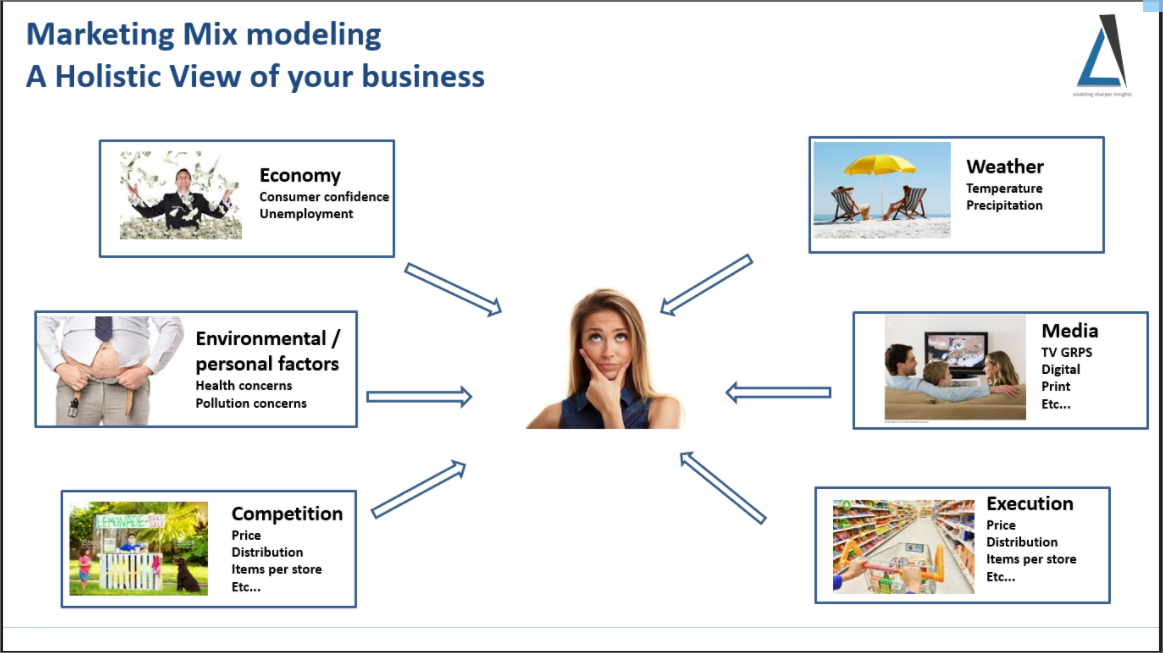 Marketing Mix modeling
A Holistic View of your business
enabling sharper insights
Economy
Consumer confidence
Unemployment
Weather
Temperature
Precipitation
Environmental /
personal factors
Health concerns
Pollution concerns
Media
TV GRPS
Digital
Print
Etc...
Competition
Price
Distribution
Items per store
Etc...
LEMONADE
Execution
Price
Distribution
Items per store
Etc...